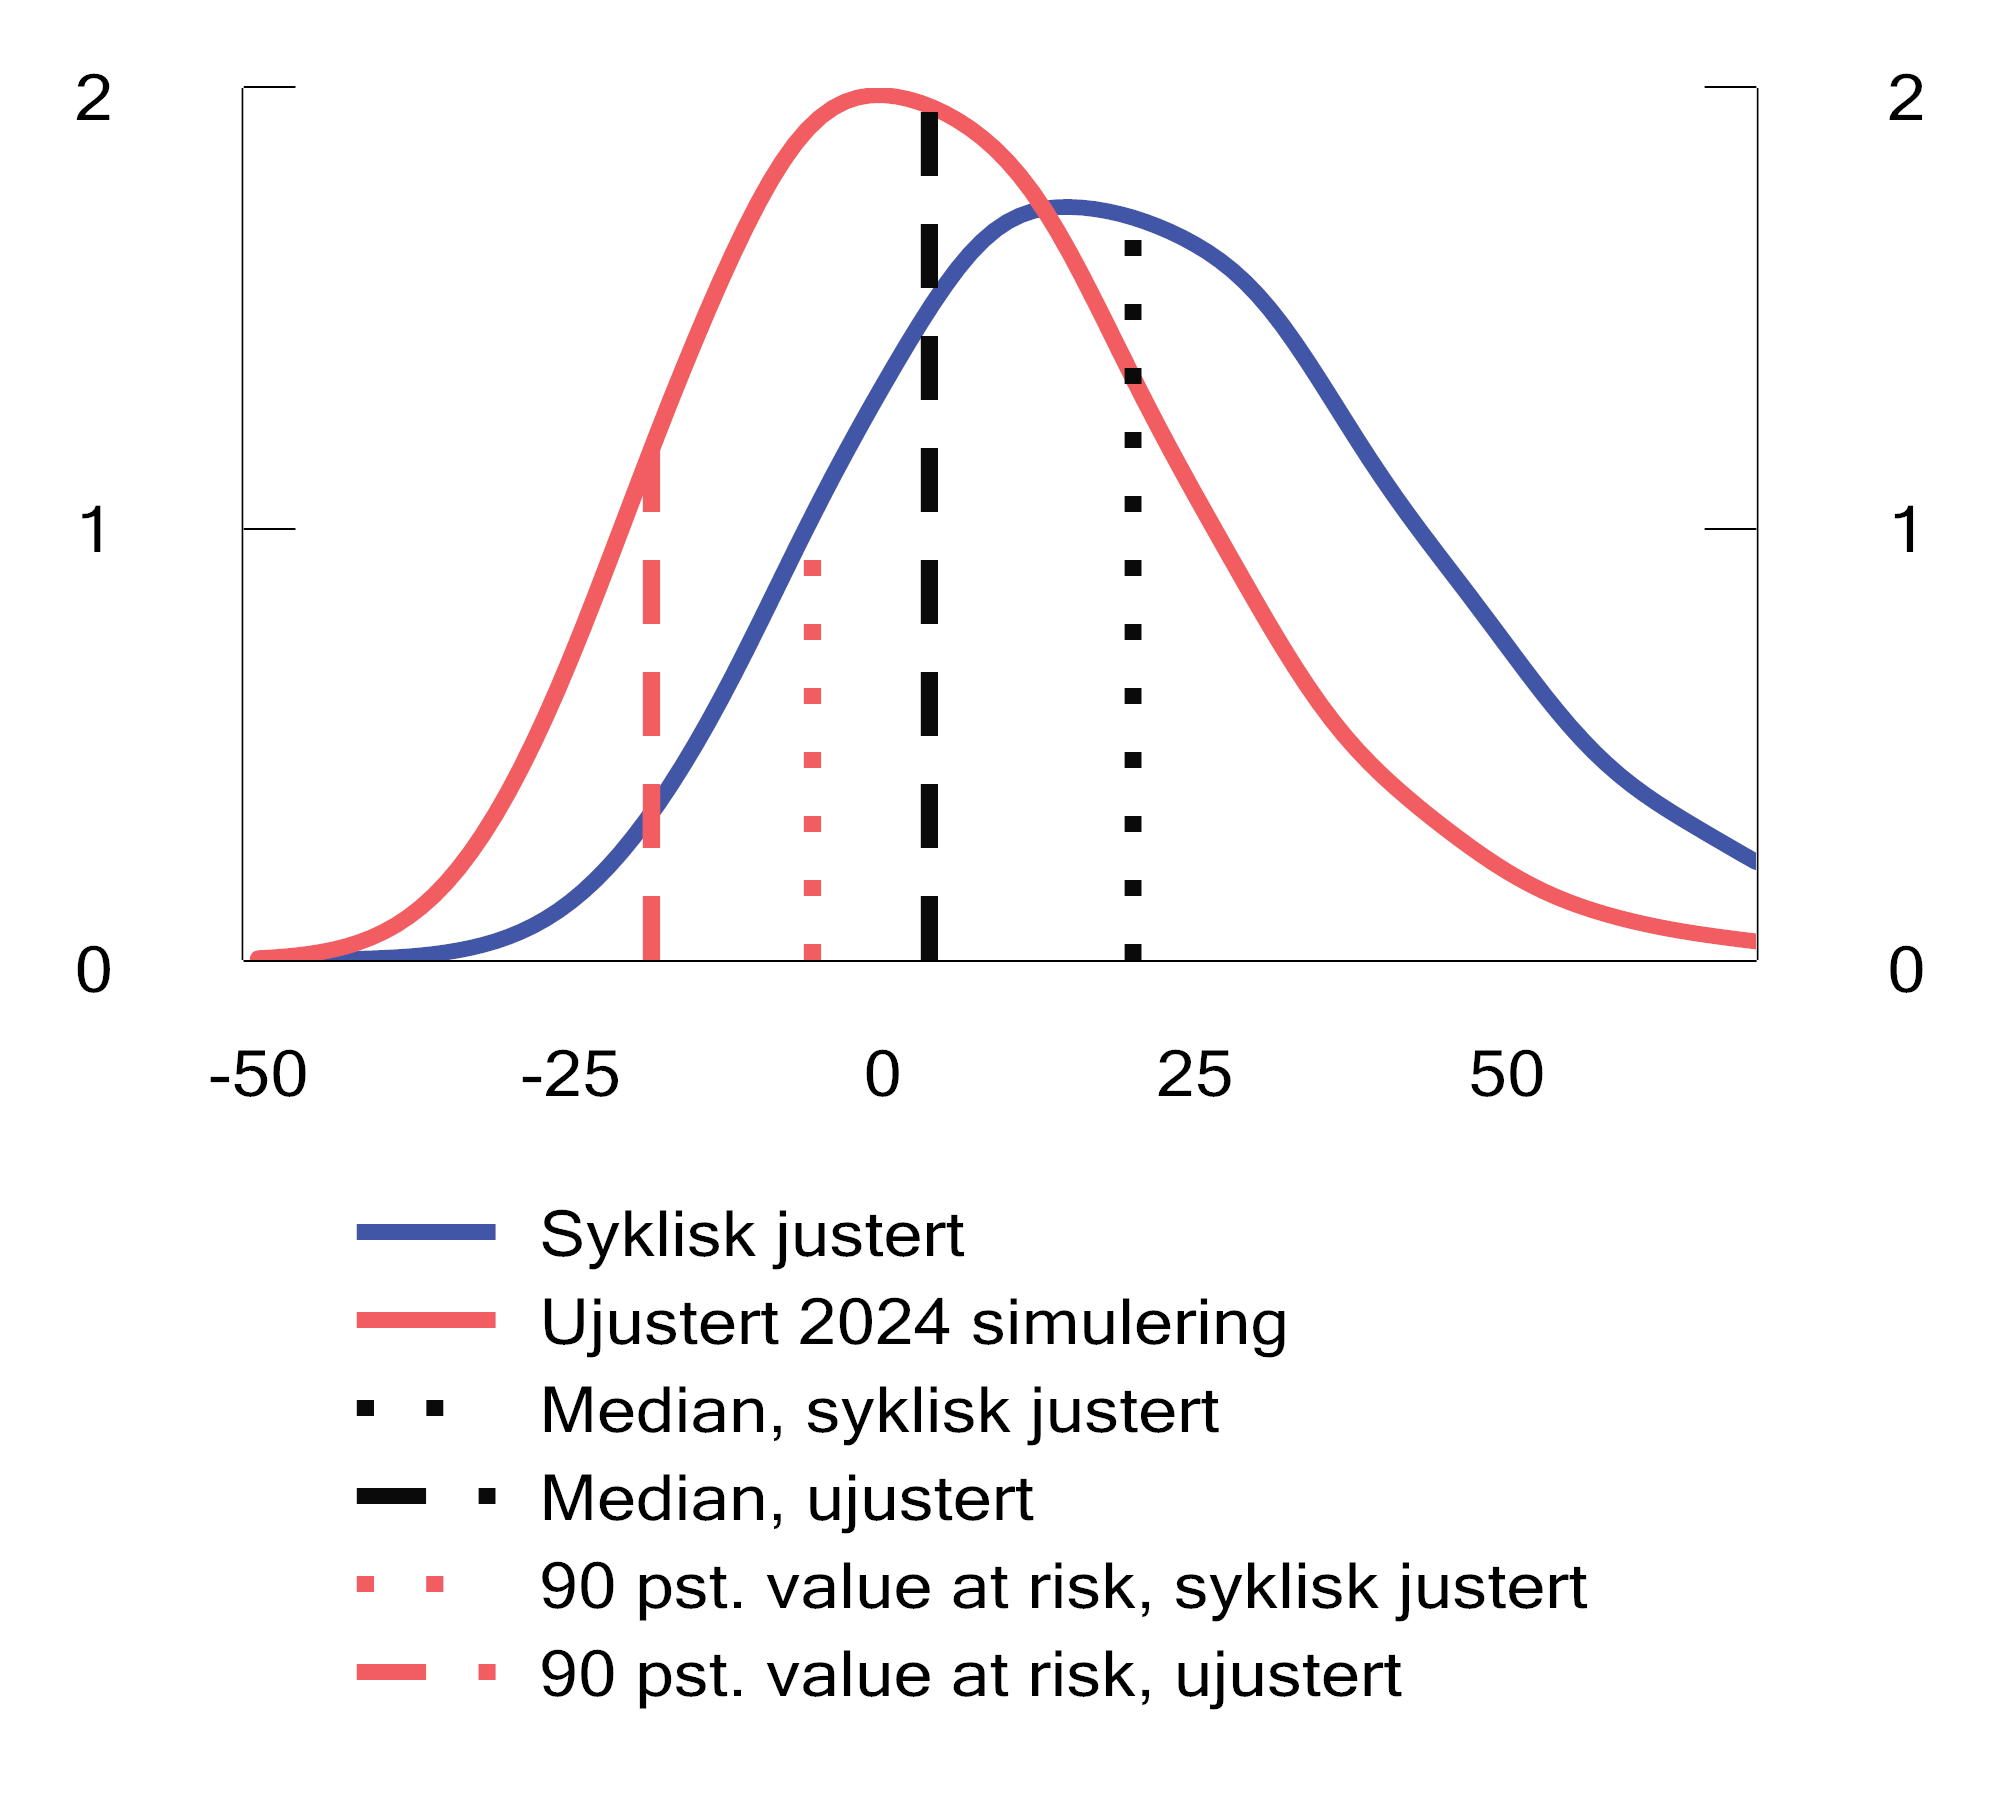 2 2
1 1
0 0
-50 -25 0 25 50
Syklisk justert
Ujustert 2024 simulering
Median, syklisk justert
Median, ujustert
90 pst. value at risk, syklisk justert
90 pst. value at risk, ujustert